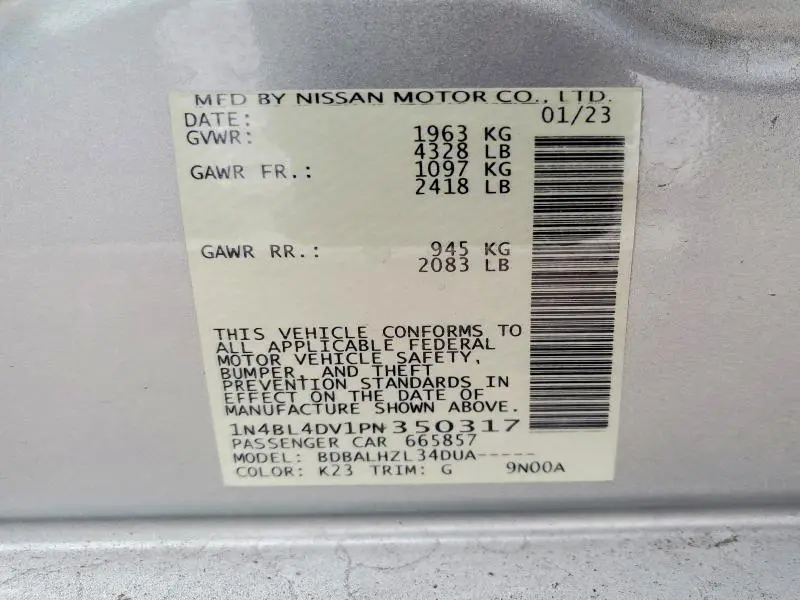 MFD BY NISSAN MOTOR CO., LTD.
DATE: 01/23
GVWR: 1963 KG
4328 LB
GAWR FR.: 1097 KG
2418 LB
GAWR RR.: 945 KG
2083 LB
THIS VEHICLE CONFORMS TO
ALL APPLICABLE FEDERAL
MOTOR VEHICLE SAFETY,
BUMPER, AND THEFT
PREVENTION STANDARDS IN
EFFECT ON THE DATE OF
MANUFACTURE SHOWN ABOVE.
1N4BL4DV1PN350317
PASSENGER CAR 665857
MODEL: BDBALHZL34DUA-----
COLOR: K23 TRIM: G 9N00A